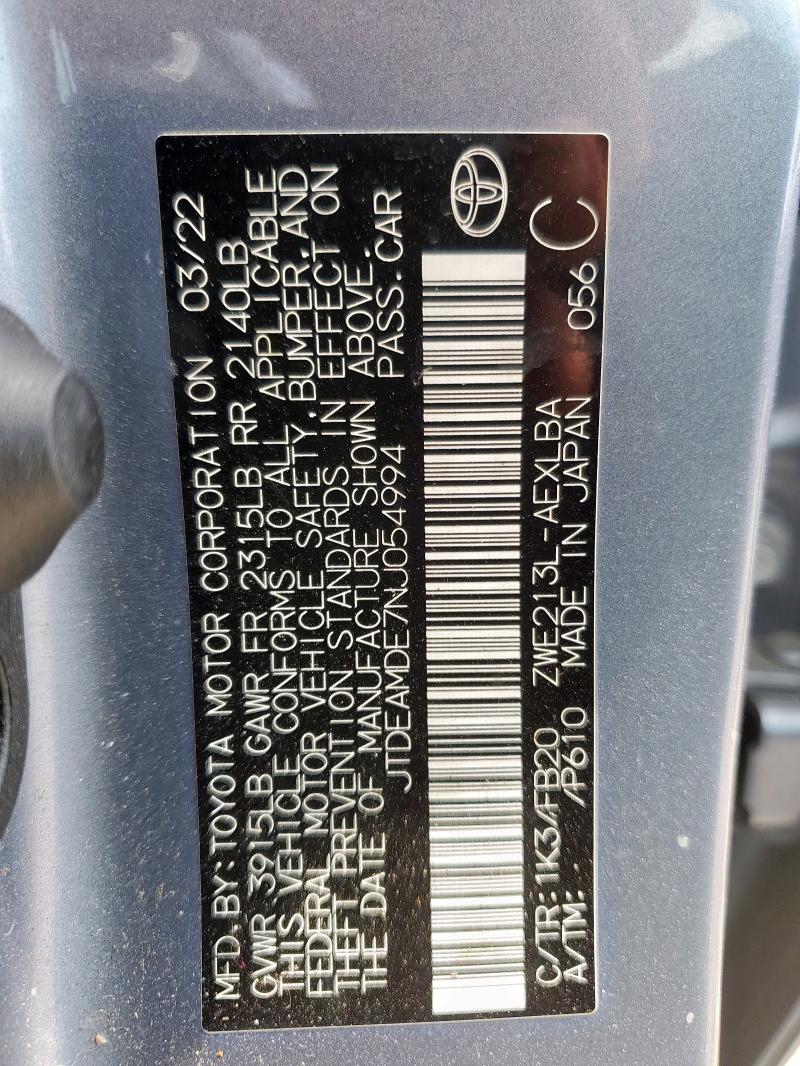 MFD. BY: TOYOTA MOTOR CORPORATION 03/22
GVWR 3915LB GAWR FR 2315LB RR 2140LB
THIS VEHICLE CONFORMS TO ALL APPLICABLE
FEDERAL MOTOR VEHICLE SAFETY, BUMPER, AND
THEFT PREVENTION STANDARDS IN EFFECT ON
THE DATE OF MANUFACTURE SHOWN ABOVE.
JTDEAMDE7NJ054994 PASS. CAR
C/TR: 1K3/FB20 ZWE213L-AEXLBA
A/TM: /P610 MADE IN JAPAN 056 C